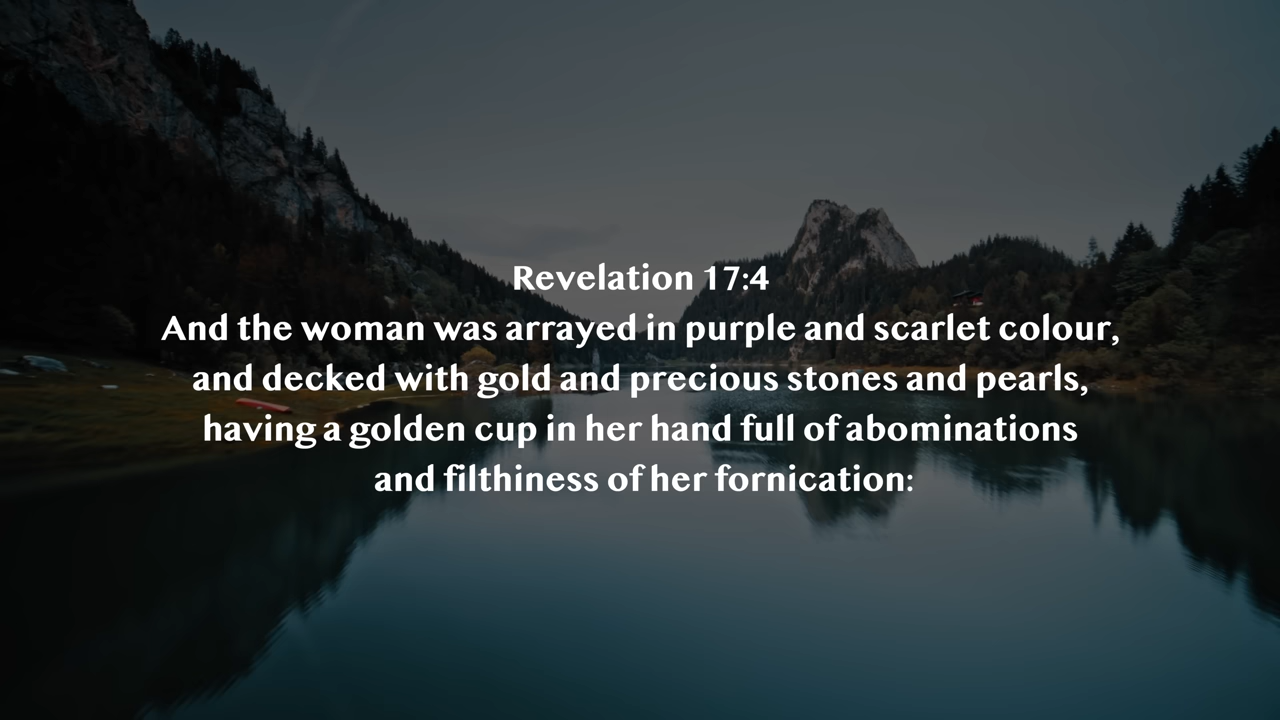 Revelation 17:4
And the woman was arrayed in purple and scarlet colour,
and decked with gold and precious stones and pearls,
having a golden cup in her hand full of abominations
and filthiness of her fornication: